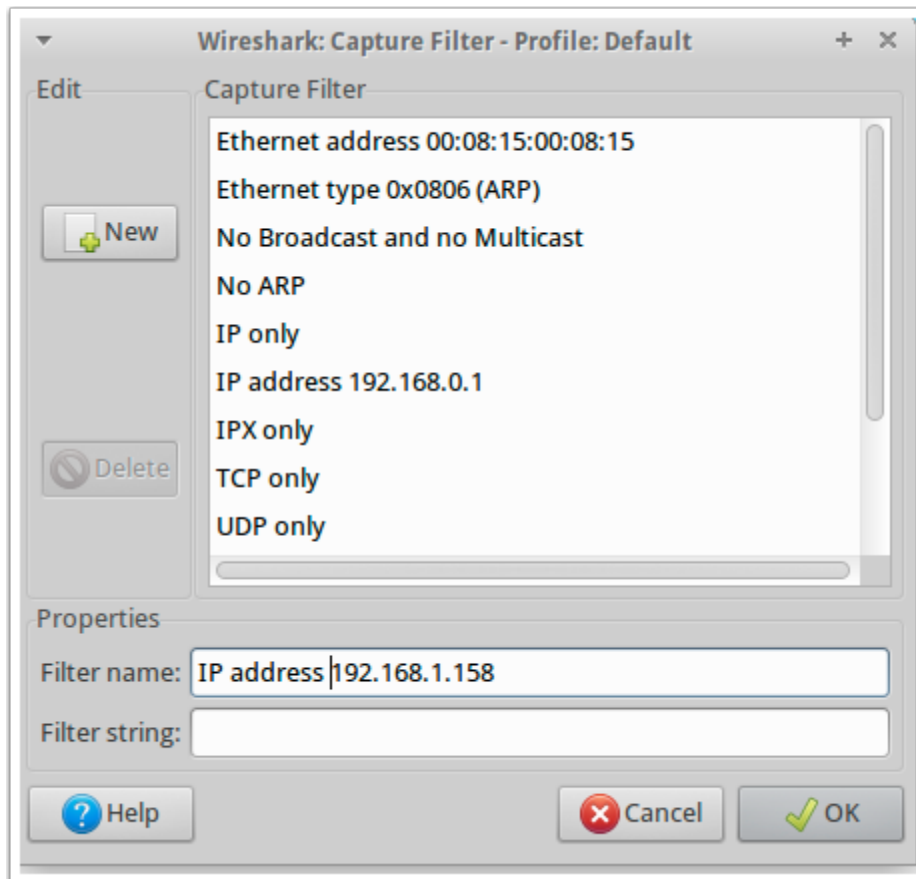 Wireshark: Capture Filter - Profile: Default
Edit
Capture Filter
Ethernet address 00:08:15:00:08:15
Ethernet type 0x0806 (ARP)
New
No Broadcast and no Multicast
No ARP
IP only
IP address 192.168.0.1
IPX only
Delete
TCP only
UDP only
Properties
Filter name: IP address 192.168.1.158
Filter string:
Help Cancel OK